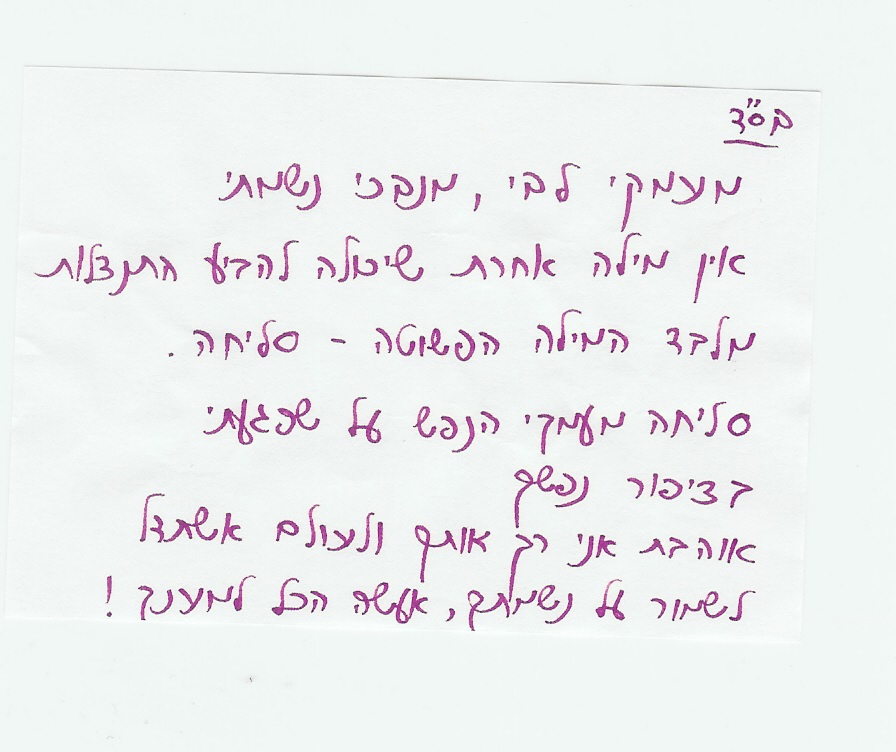 בס"ד
מעמקי לבי, מנבכי נשמתי
אין מילה אחרת שיכולה להביע התנצלות
מלבד המילה הפשוטה - סליחה.
סליחה מעמקי הנפש על שפגעתי
בציפור נפשך
אוהבת אני רק אותך ולעולם אשתדל
לשמור על נשמתך, אעשה הכל למענך!